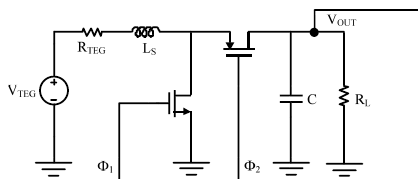 V_OUT
R_TEG
L_S
V_TEG
C
R_L
Φ_1
Φ_2